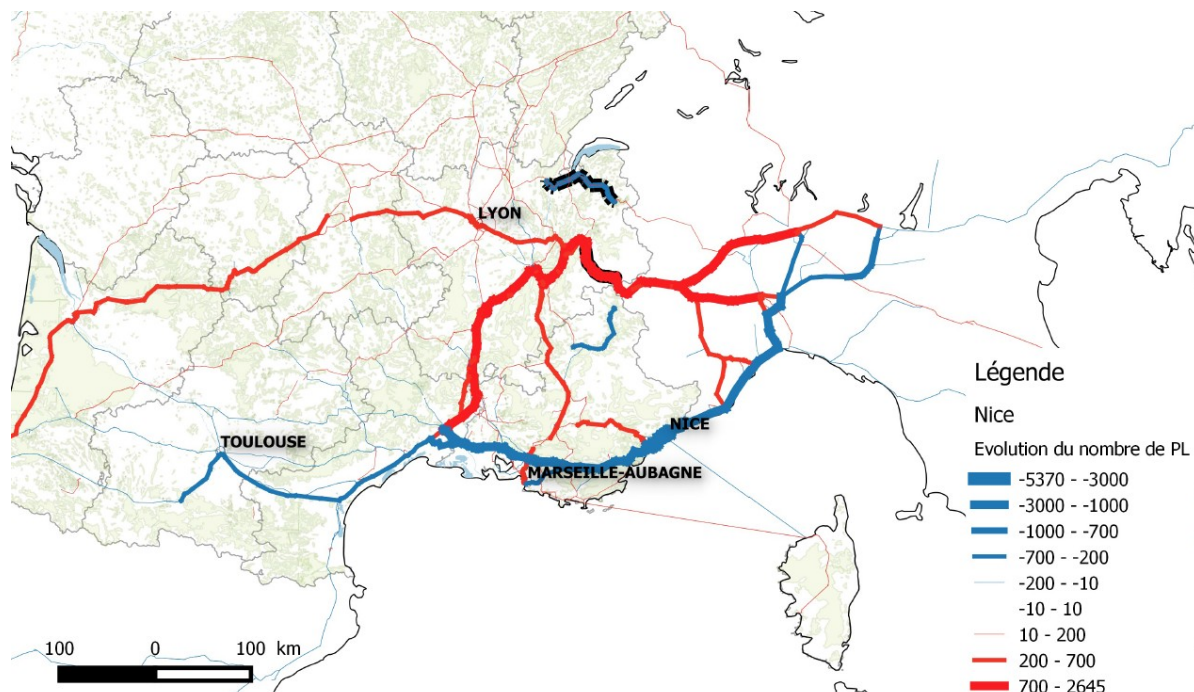 LYON
TOULOUSE
NICE
MARSEILLE-AUBAGNE
100 0 100 km
Légende
Nice
Evolution du nombre de PL
-5370 - -3000
-3000 - -1000
-1000 - -700
-700 - -200
-200 - -10
-10 - 10
10 - 200
200 - 700
700 - 2645